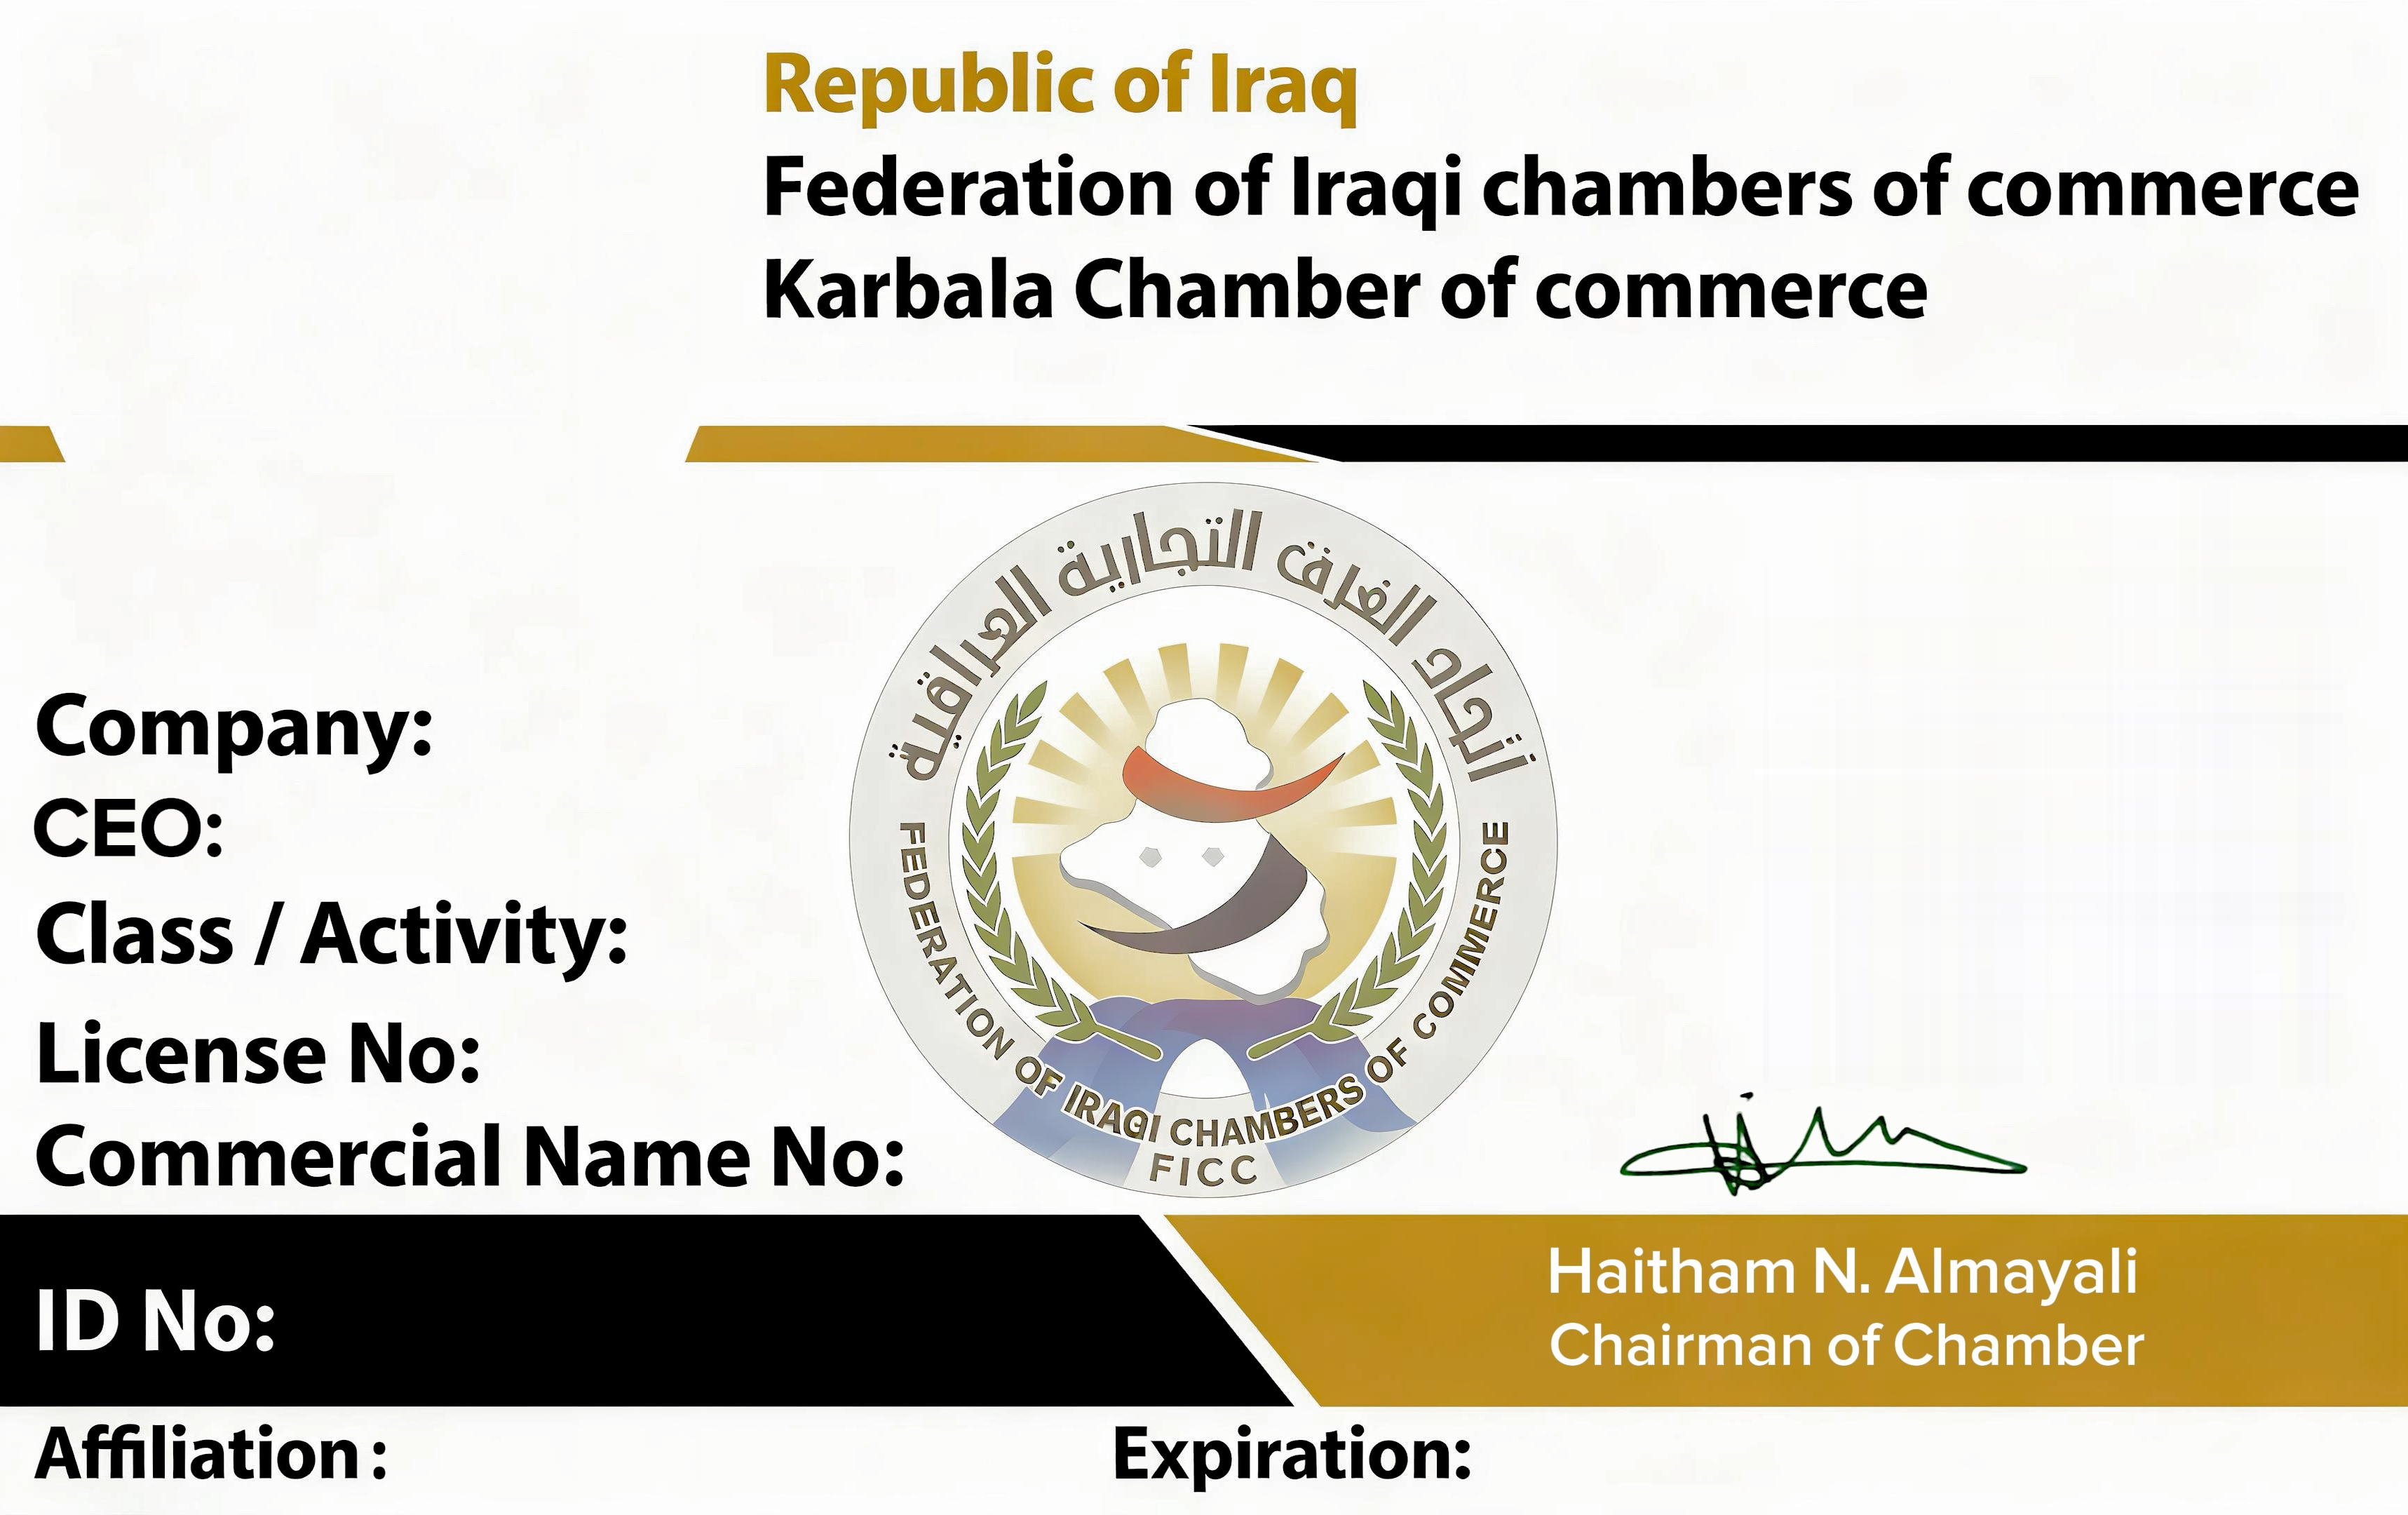 Republic of Iraq
Federation of Iraqi chambers of commerce
Karbala Chamber of commerce
اتحاد الغرف التجارية العراقية
FEDERATION OF IRAQI CHAMBERS OF COMMERCE
FICC
Company:
CEO:
Class / Activity:
License No:
Commercial Name No:
ID No:
Haitham N. Almayali
Chairman of Chamber
Affiliation :
Expiration: